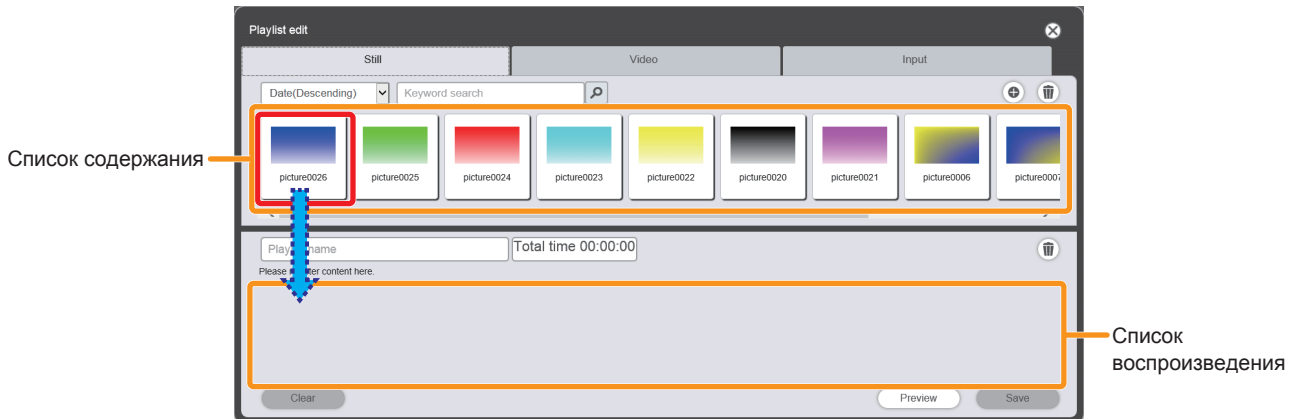 Playlist edit
Still
Video
Input
Date(Descending)
Keyword search
Список содержания
picture0026
picture0025
picture0024
picture0023
picture0022
picture0020
picture0021
picture0006
picture0007
name
Total time 00:00:00
Please
content here.
Список
воспроизведения
Clear
Preview
Save